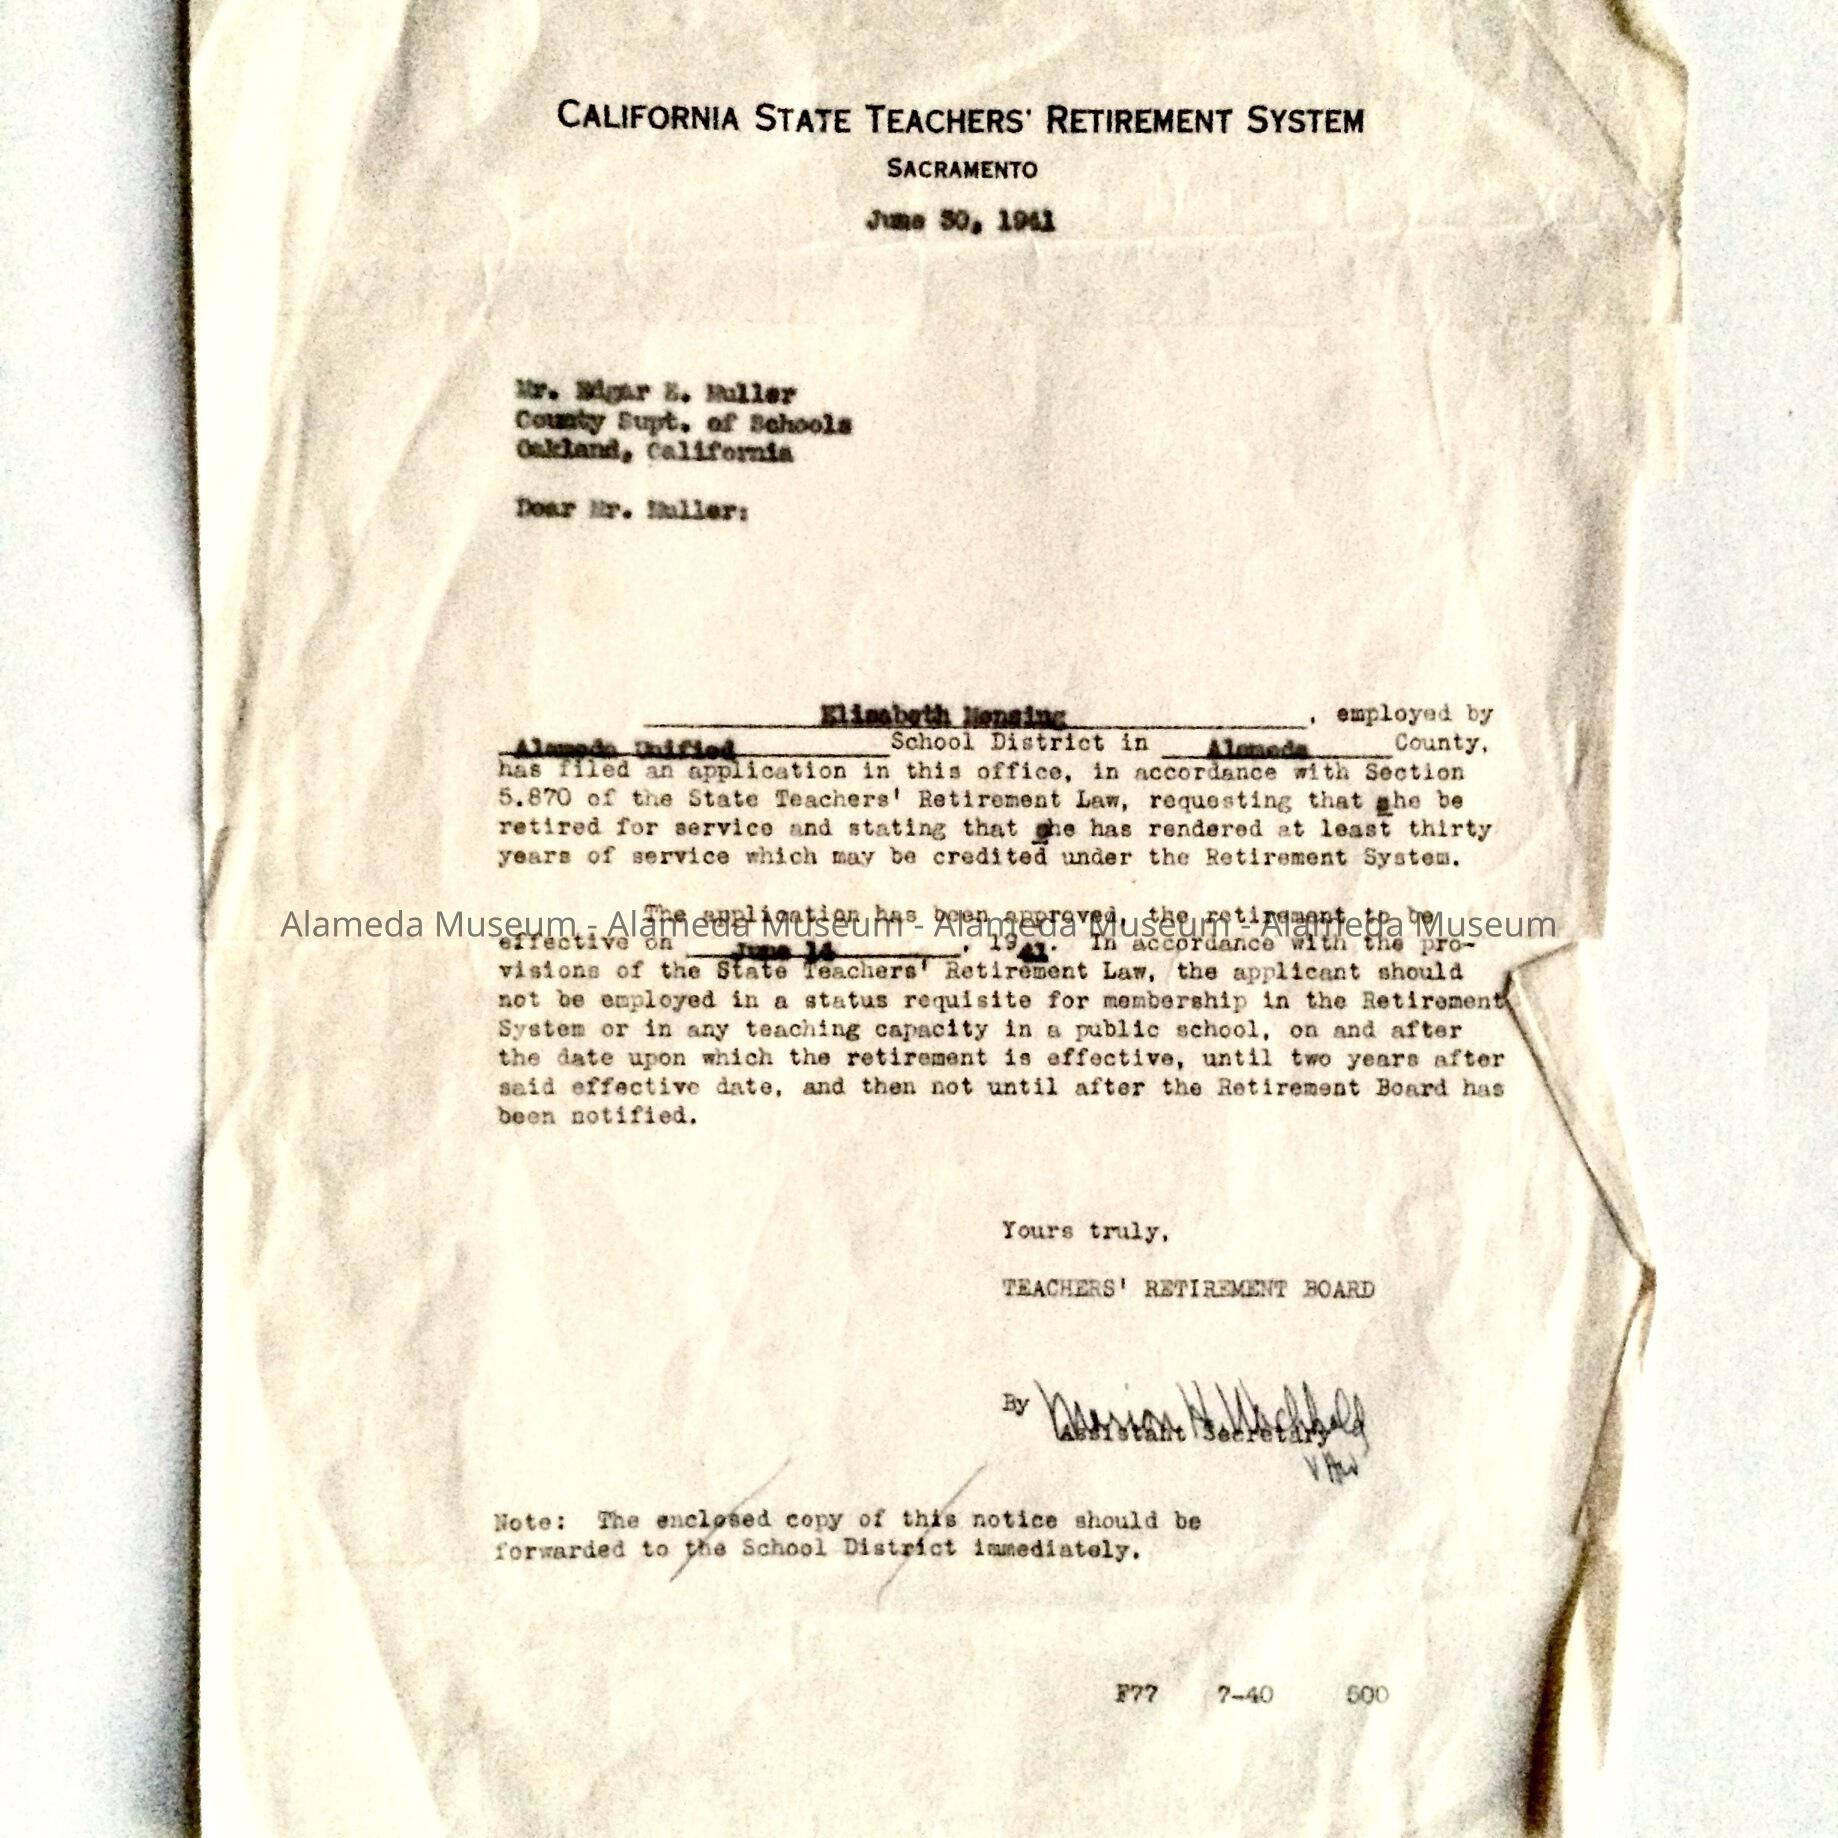 CALIFORNIA STATE TEACHERS' RETIREMENT SYSTEM
SACRAMENTO
June 30, 1941
Mr. Edgar E. Muller
County Supt. of Schools
Oakland, California
Dear Mr. Muller:
Elisabeth Mensing, employed by
Alameda Unified School District in Alameda County,
has filed an application in this office, in accordance with Section
5.870 of the State Teachers' Retirement Law, requesting that she be
retired for service and stating that she has rendered at least thirty
years of service which may be credited under the Retirement System.
The application has been approved, the retirement to be
Alameda Museum - Alameda Museum - Alameda Museum - Alameda Museum
effective on June 14, 1941. In accordance with the pro-
visions of the State Teachers' Retirement Law, the applicant should
not be employed in a status requisite for membership in the Retirement
System or in any teaching capacity in a public school, on and after
the date upon which the retirement is effective, until two years after
said effective date, and then not until after the Retirement Board has
been notified.
Yours truly,
TEACHERS' RETIREMENT BOARD
By Marion H.
Assistant Secretary
Note: The enclosed copy of this notice should be
forwarded to the School District immediately.
F77 7-40 500